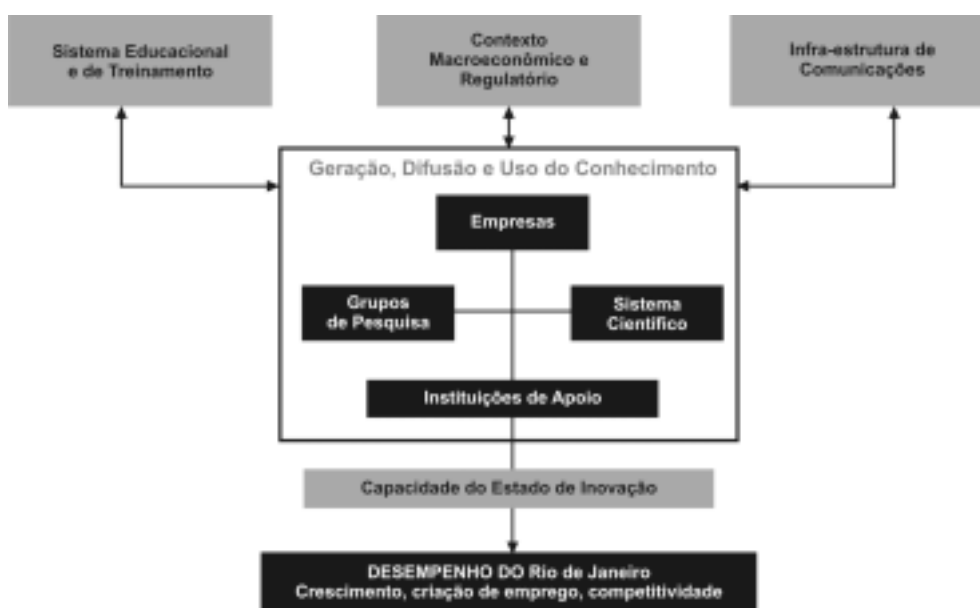 Sistema Educacional
e de Treinamento
Contexto
Macroeconômico e
Regulatório
Infra-estrutura de
Comunicações
Geração, Difusão e Uso do Conhecimento
Empresas
Grupos
de Pesquisa
Sistema
Científico
Instituições de Apoio
Capacidade do Estado de Inovação
DESEMPENHO DO Rio de Janeiro
Crescimento, criação de emprego, competitividade